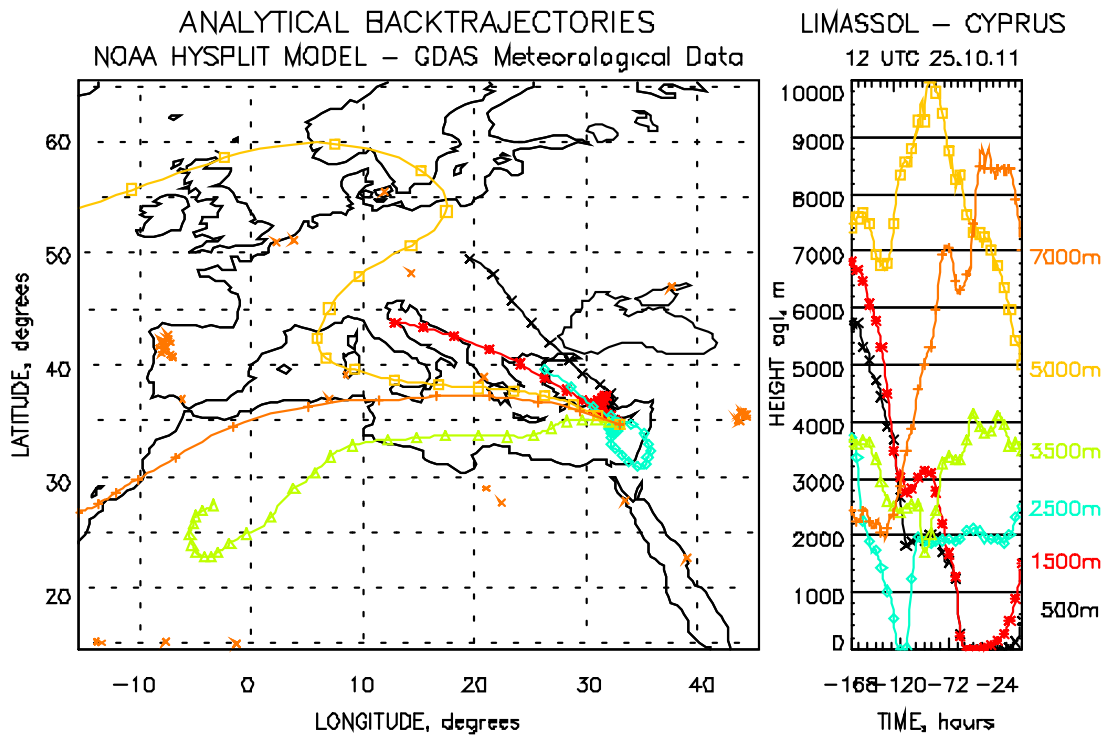 ANALYTICAL BACKTRAJECTORIES
NOAA HYSPLIT MODEL – GDAS Meteorological Data
LIMASSOL – CYPRUS
12 UTC 25.10.11
60
50
40
30
20
LATITUDE, degrees
-10
0
10
20
30
40
LONGITUDE, degrees
10000
9000
8000
7000
6000
5000
4000
3000
2000
1000
0
HEIGHT agl, m
-168
-120
-72
-24
TIME, hours
7000m
5000m
3500m
2500m
1500m
500m